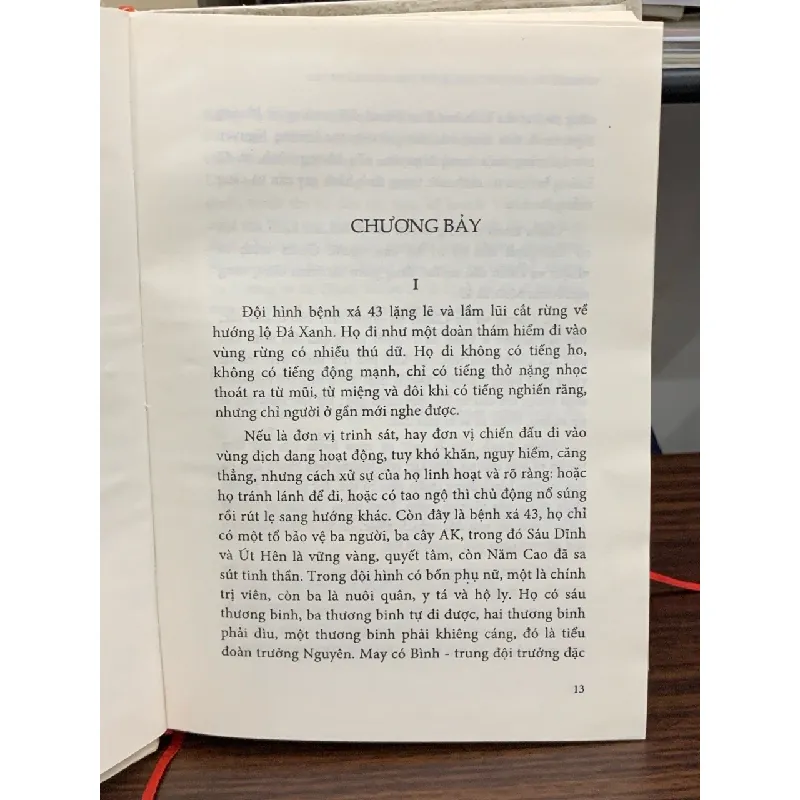 CHƯƠNG BẢY
I
Đội hình bệnh xá 43 lặng lẽ và lầm lũi cắt rừng về
hướng lộ Đá Xanh. Họ đi như một đoàn thám hiểm đi vào
vùng rừng có nhiều thú dữ. Họ đi không có tiếng ho,
không có tiếng động mạnh, chỉ có tiếng thở nặng nhọc
thoát ra từ mũi, từ miệng và đôi khi có tiếng nghiến răng,
nhưng chỉ người ở gần mới nghe được.
Nếu là đơn vị trinh sát, hay đơn vị chiến đấu đi vào
vùng địch đang hoạt động, tuy khó khăn, nguy hiểm, căng
thẳng, nhưng cách xử sự của họ linh hoạt và rõ ràng: hoặc
họ tránh lánh để đi, hoặc có tao ngộ thì chủ động nổ súng
rồi rút lẹ sang hướng khác. Còn đây là bệnh xá 43, họ chỉ
có một tổ bảo vệ ba người, ba cây AK, trong đó Sáu Dĩnh
và Út Hên là vững vàng, quyết tâm, còn Năm Cao đã sa
sút tinh thần. Trong đội hình có bốn phụ nữ, một là chính
trị viên, còn ba là nuôi quân, y tá và hộ lý. Họ có sáu
thương binh, ba thương binh tự đi được, hai thương binh
phải dìu, một thương binh phải khiêng cáng, đó là tiểu
đoàn trưởng Nguyên. May có Bình - trung đội trưởng đặc
13